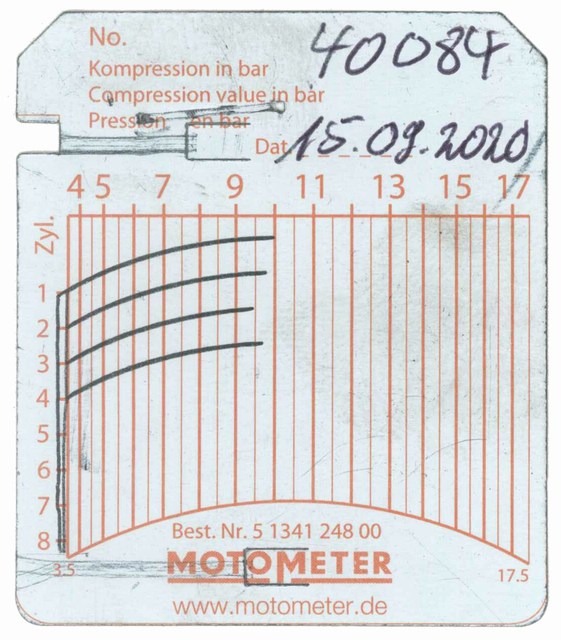 No. 40084
Kompression in bar
Compression value in bar
Pression en bar
Dat. 15.09.2020
4 5 7 9 11 13 15 17
Zyl.
1
2
3
4
5
6
7
8
3.5 17.5
Best. Nr. 5 1341 248 00
MOTOMETER
www.motometer.de